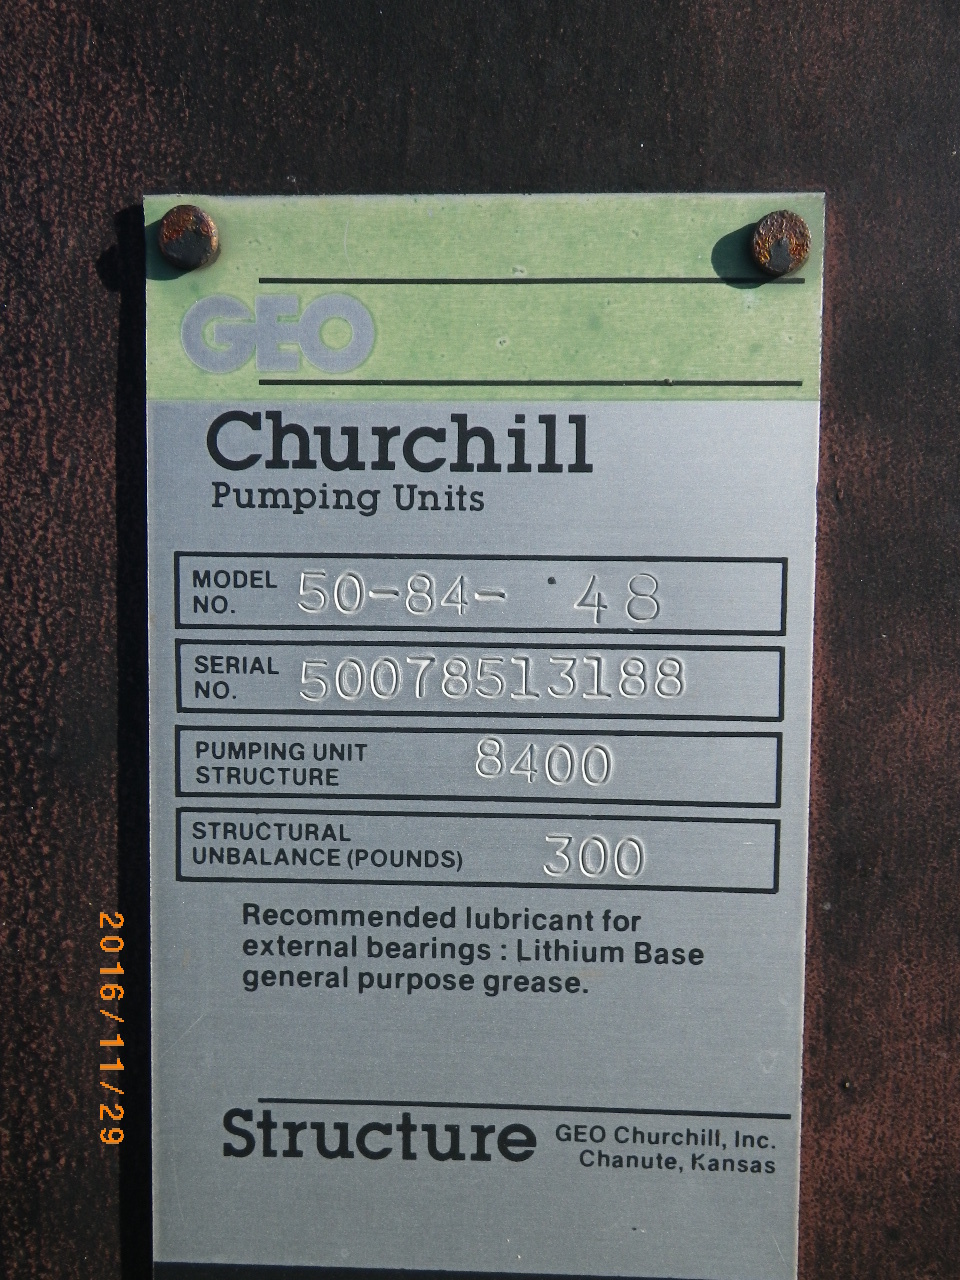 GEO
Churchill
Pumping Units
MODEL NO. 50-84- 48
SERIAL NO. 50078513188
PUMPING UNIT STRUCTURE 8400
STRUCTURAL UNBALANCE (POUNDS) 300
Recommended lubricant for
external bearings : Lithium Base
general purpose grease.
Structure
GEO Churchill, Inc.
Chanute, Kansas
2016/11/29